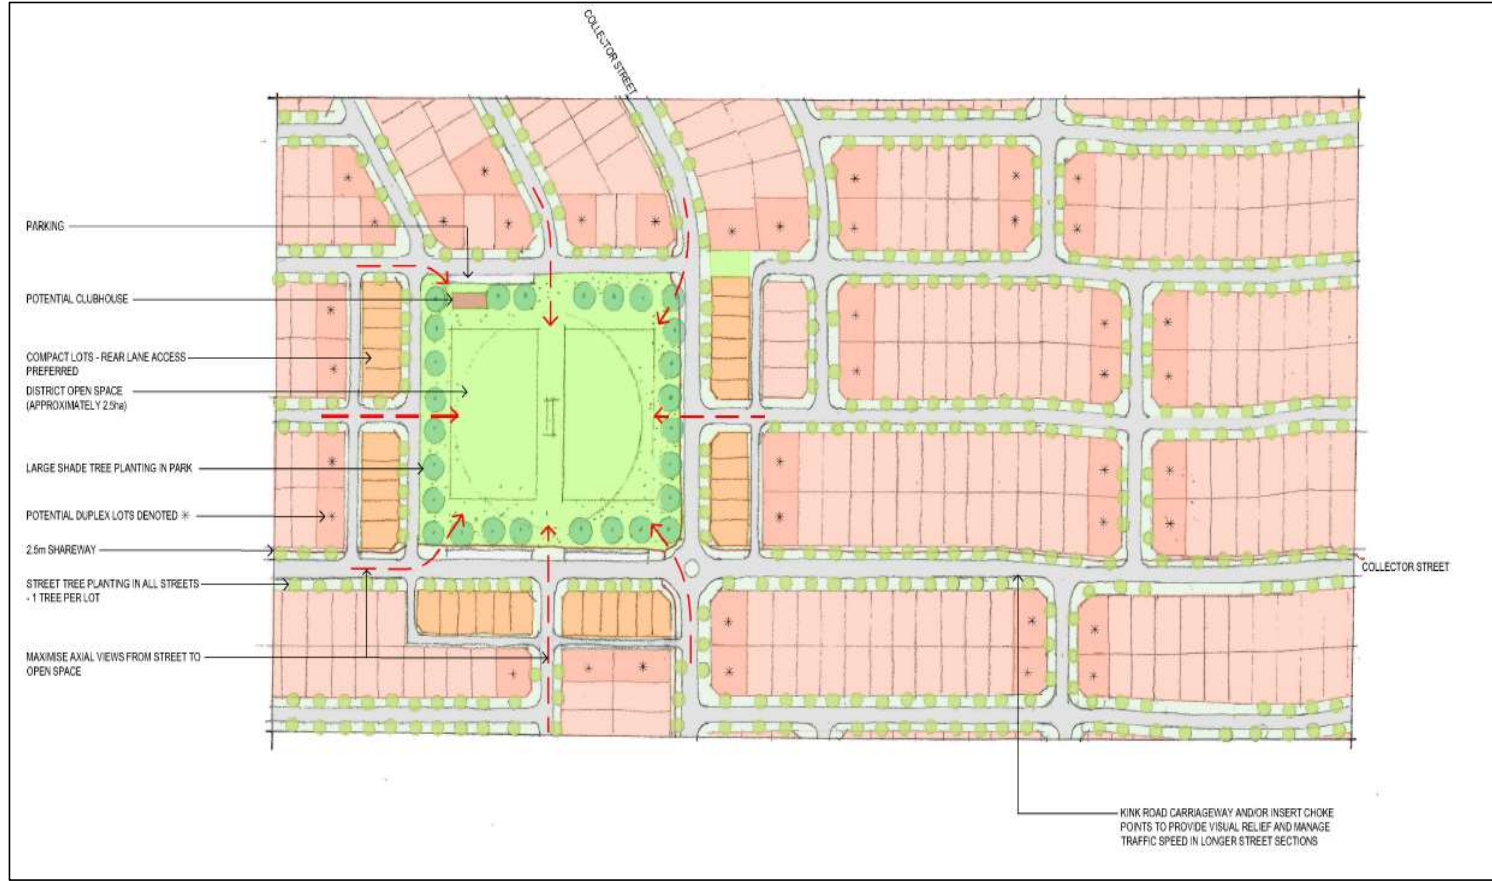 COLLECTOR STREET
PARKING
POTENTIAL CLUBHOUSE
COMPACT LOTS - REAR LANE ACCESS
PREFERRED
DISTRICT OPEN SPACE
(APPROXIMATELY 2.5ha)
LARGE SHADE TREE PLANTING IN PARK
POTENTIAL DUPLEX LOTS DENOTED ✳
2.5m SHAREWAY
STREET TREE PLANTING IN ALL STREETS
- 1 TREE PER LOT
MAXIMISE AXIAL VIEWS FROM STREET TO
OPEN SPACE
COLLECTOR STREET
KINK ROAD CARRIAGEWAY AND/OR INSERT CHOKE
POINTS TO PROVIDE VISUAL RELIEF AND MANAGE
TRAFFIC SPEED IN LONGER STREET SECTIONS